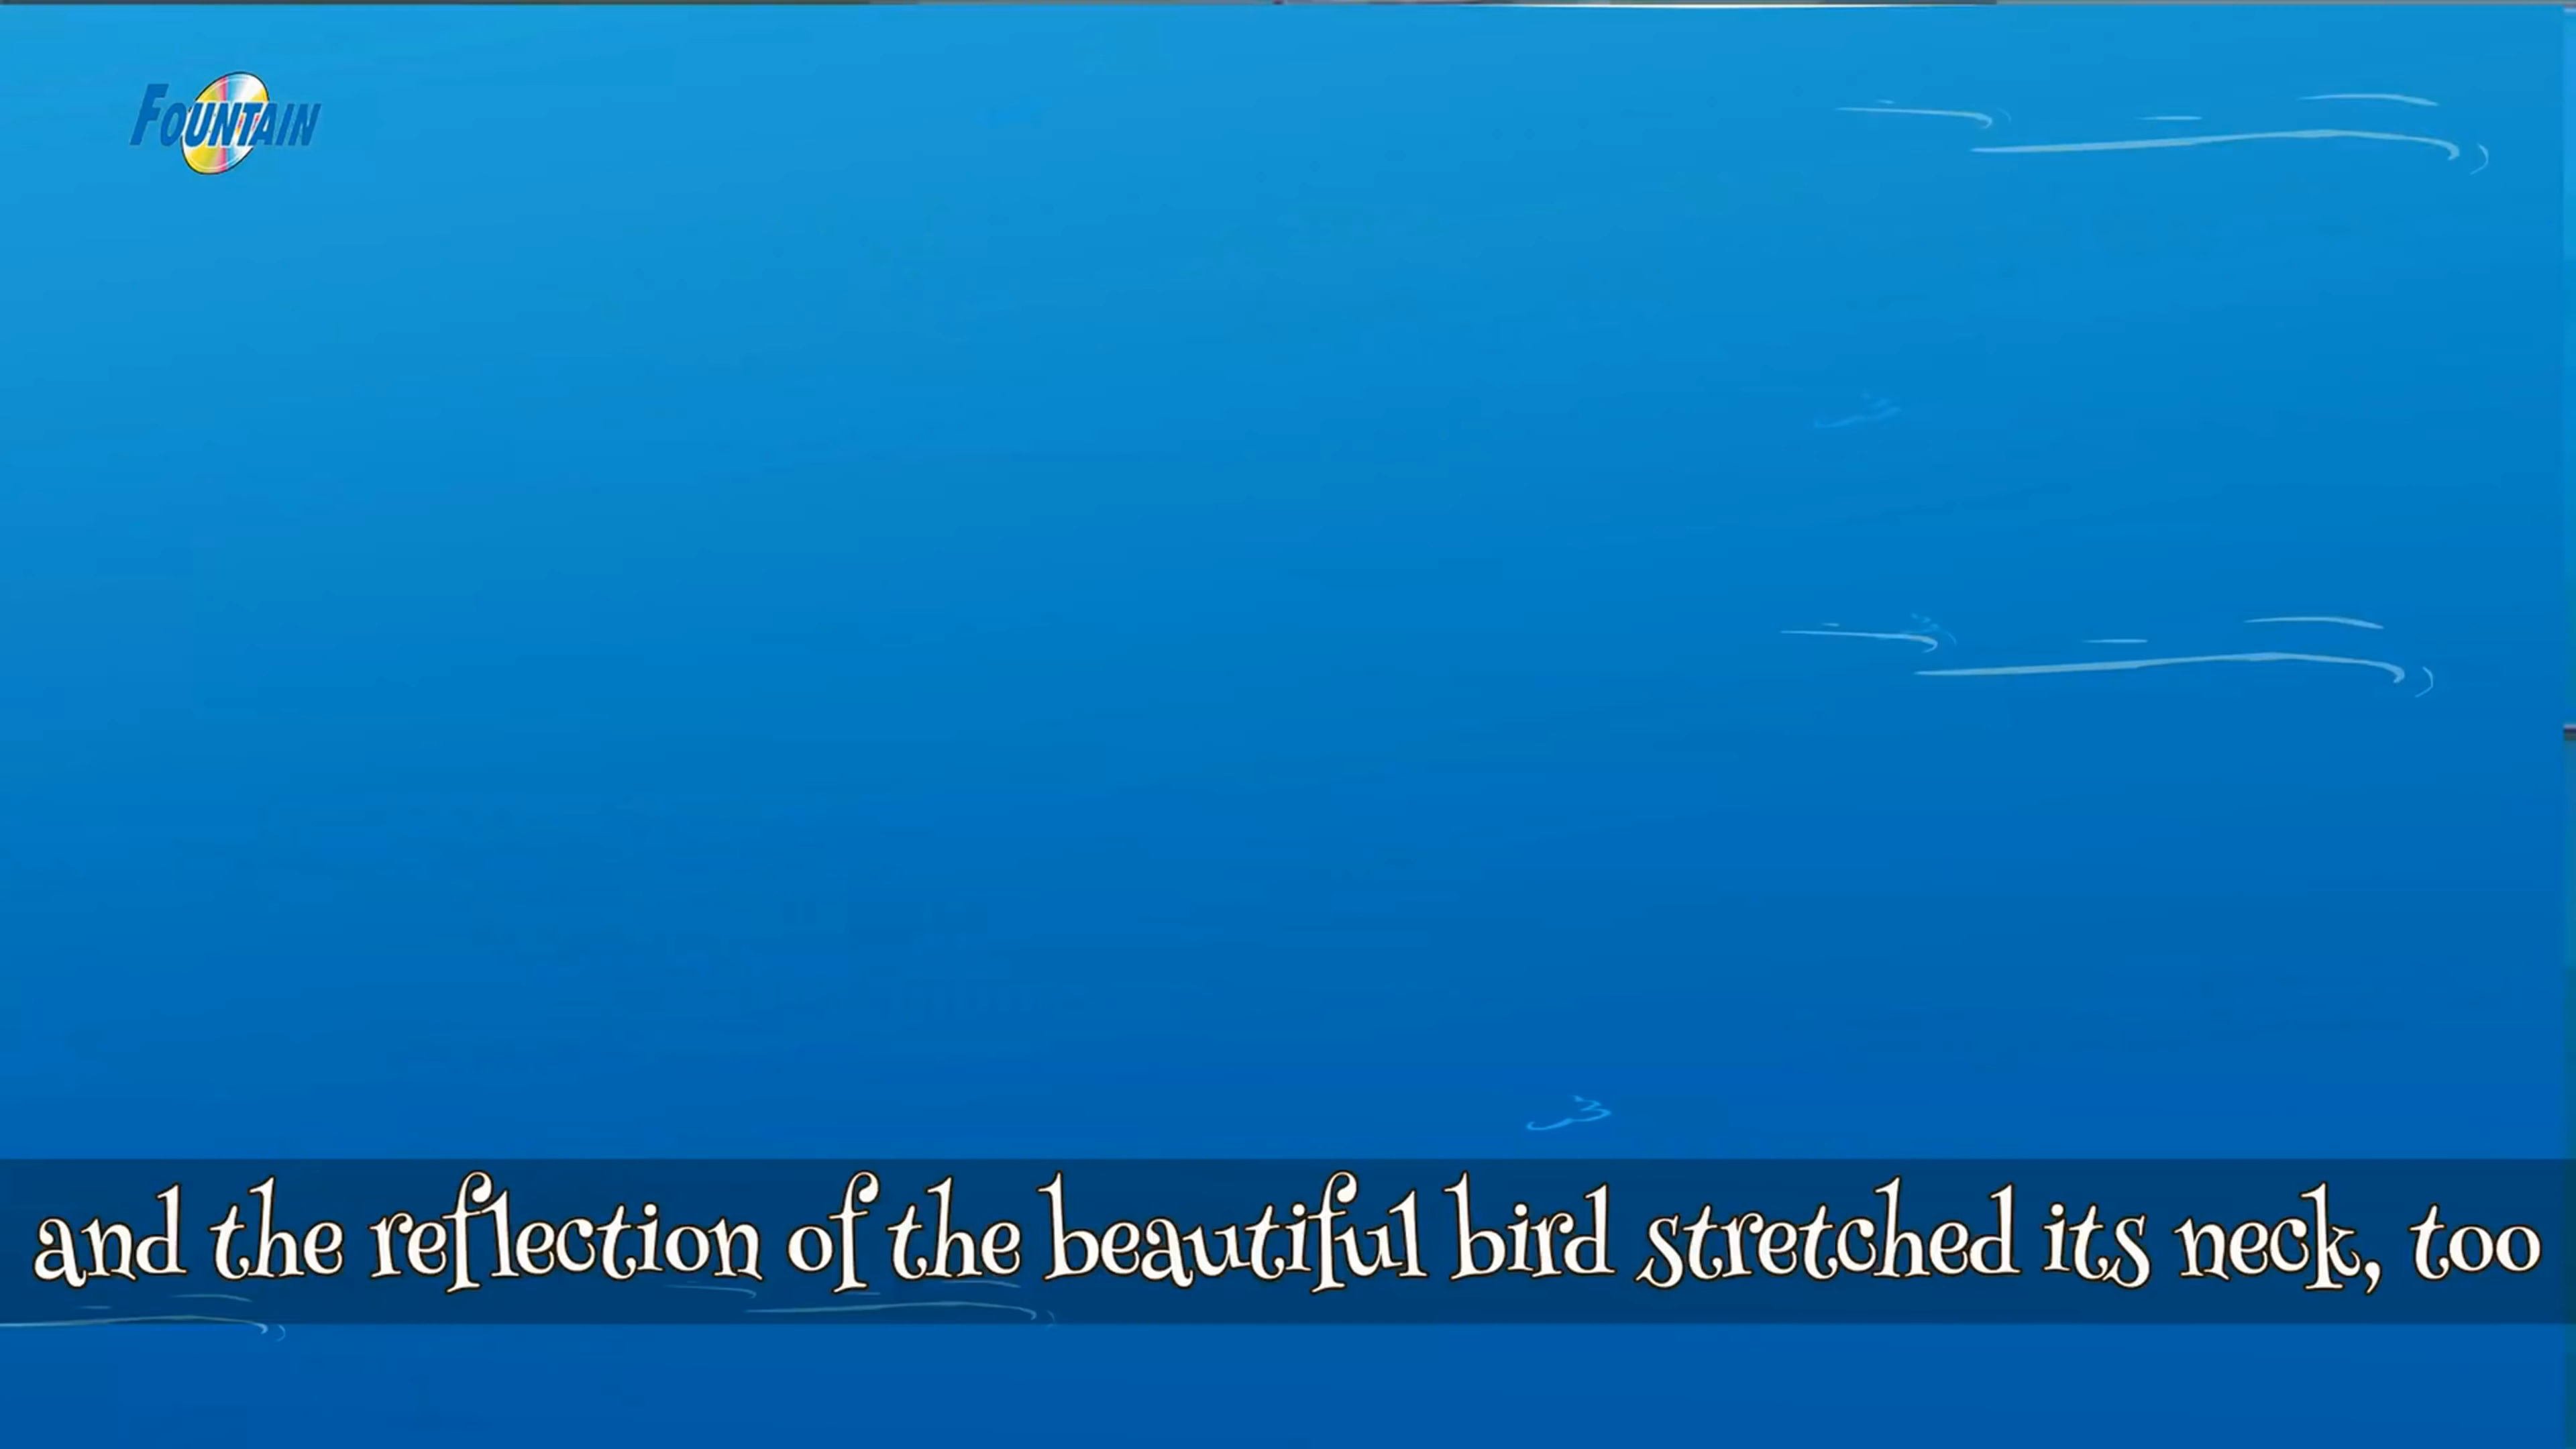 FOUNTAIN
and the reflection of the beautiful bird stretched its neck, too